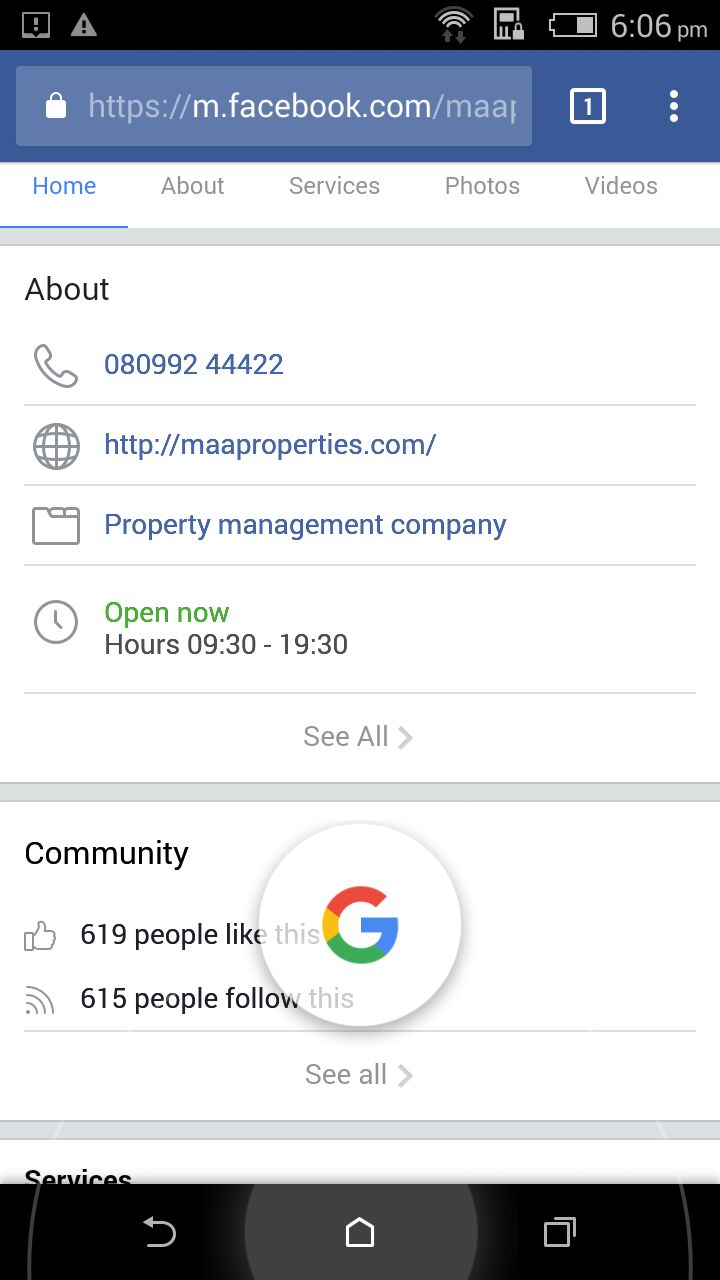 6:06 pm
https://m.facebook.com/maap
1
Home About Services Photos Videos
About
080992 44422
http://maaproperties.com/
Property management company
Open now
Hours 09:30 - 19:30
See All
Community
619 people like this
615 people follow this
See all
Services